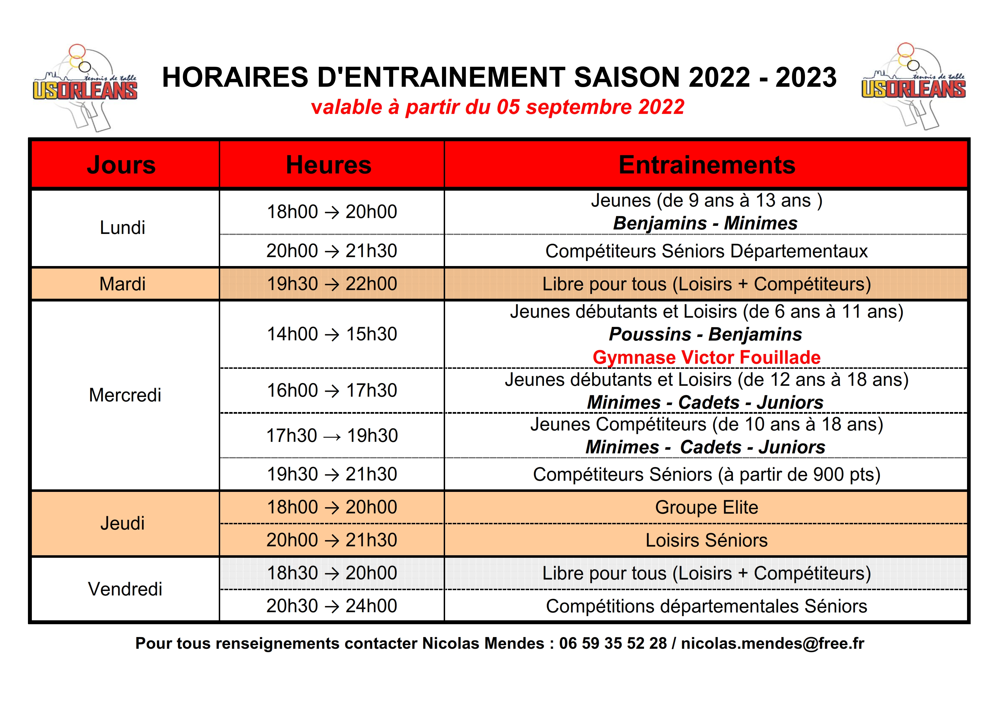 tennis de table
USORLEANS
HORAIRES D'ENTRAINEMENT SAISON 2022 - 2023
valable à partir du 05 septembre 2022
tennis de table
USORLEANS
Jours Heures Entrainements
Lundi
18h00 → 20h00
Jeunes (de 9 ans à 13 ans )
Benjamins - Minimes
20h00 → 21h30 Compétiteurs Séniors Départementaux
Mardi 19h30 → 22h00 Libre pour tous (Loisirs + Compétiteurs)
Mercredi
14h00 → 15h30
Jeunes débutants et Loisirs (de 6 ans à 11 ans)
Poussins - Benjamins
Gymnase Victor Fouillade
16h00 → 17h30
Jeunes débutants et Loisirs (de 12 ans à 18 ans)
Minimes - Cadets - Juniors
17h30 → 19h30
Jeunes Compétiteurs (de 10 ans à 18 ans)
Minimes - Cadets - Juniors
19h30 → 21h30 Compétiteurs Séniors (à partir de 900 pts)
Jeudi
18h00 → 20h00 Groupe Elite
20h00 → 21h30 Loisirs Séniors
Vendredi
18h30 → 20h00 Libre pour tous (Loisirs + Compétiteurs)
20h30 → 24h00 Compétitions départementales Séniors
Pour tous renseignements contacter Nicolas Mendes : 06 59 35 52 28 / nicolas.mendes@free.fr